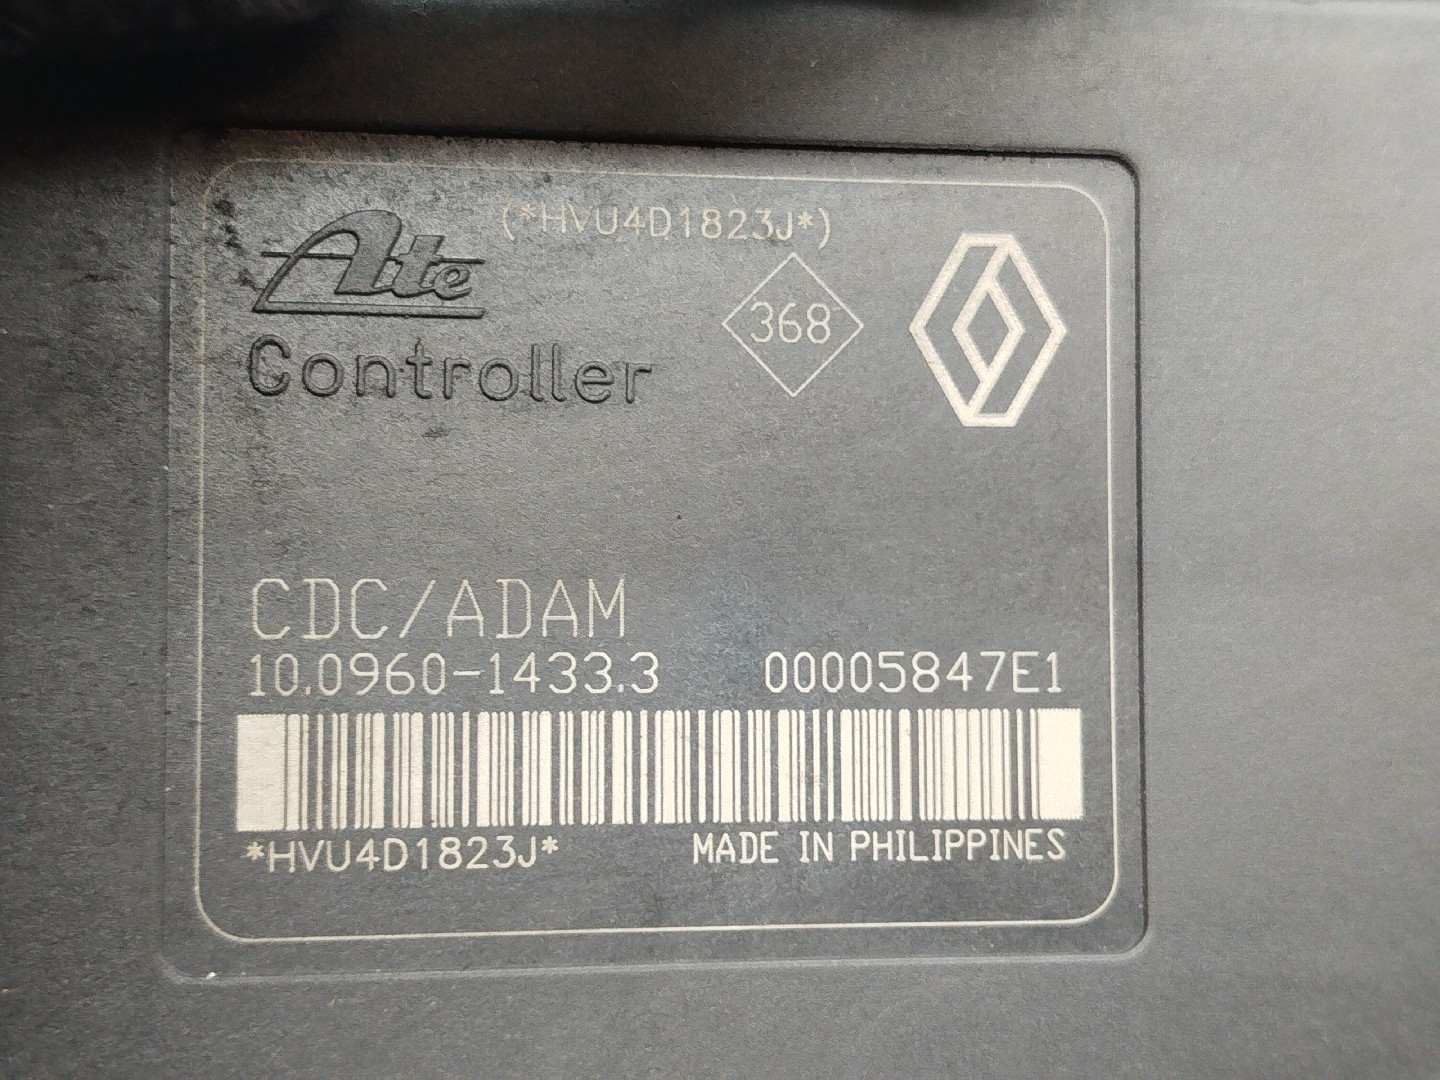 (*HVU4D1823J*)
Ate
368
Controller
CDC/ADAM
10.0960-1433.3 00005847E1
*HVU4D1823J* MADE IN PHILIPPINES